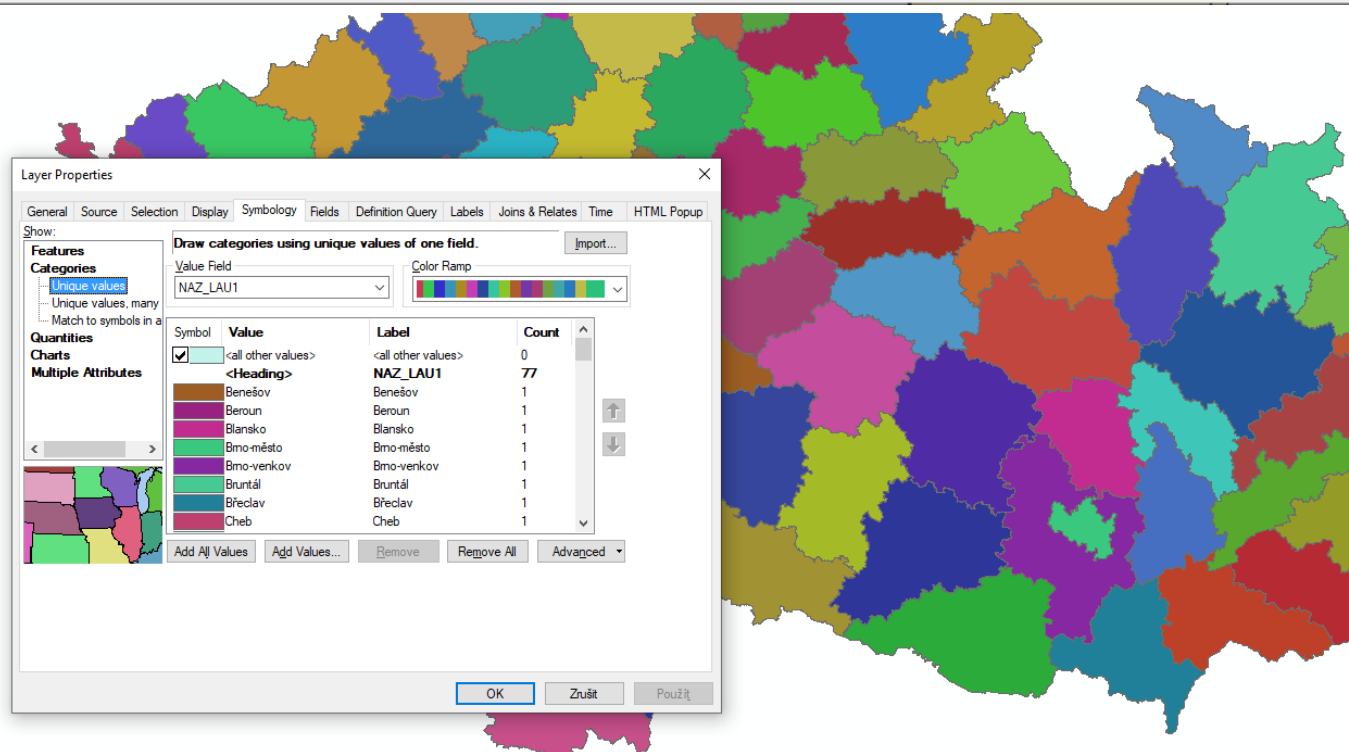 Layer Properties
General Source Selection Display Symbology Fields Definition Query Labels Joins & Relates Time HTML Popup
Show:
Features
Categories
Unique values
Unique values, many
Match to symbols in a
Quantities
Charts
Multiple Attributes
Draw categories using unique values of one field.
Import...
Value Field
NAZ_LAU1
Color Ramp
Symbol Value Label Count
<all other values> <all other values> 0
<Heading> NAZ_LAU1 77
Benešov Benešov 1
Beroun Beroun 1
Blansko Blansko 1
Brno-město Brno-město 1
Brno-venkov Brno-venkov 1
Bruntál Bruntál 1
Břeclav Břeclav 1
Cheb Cheb 1
Add All Values Add Values... Remove Remove All Advanced
OK Zrušit Použít